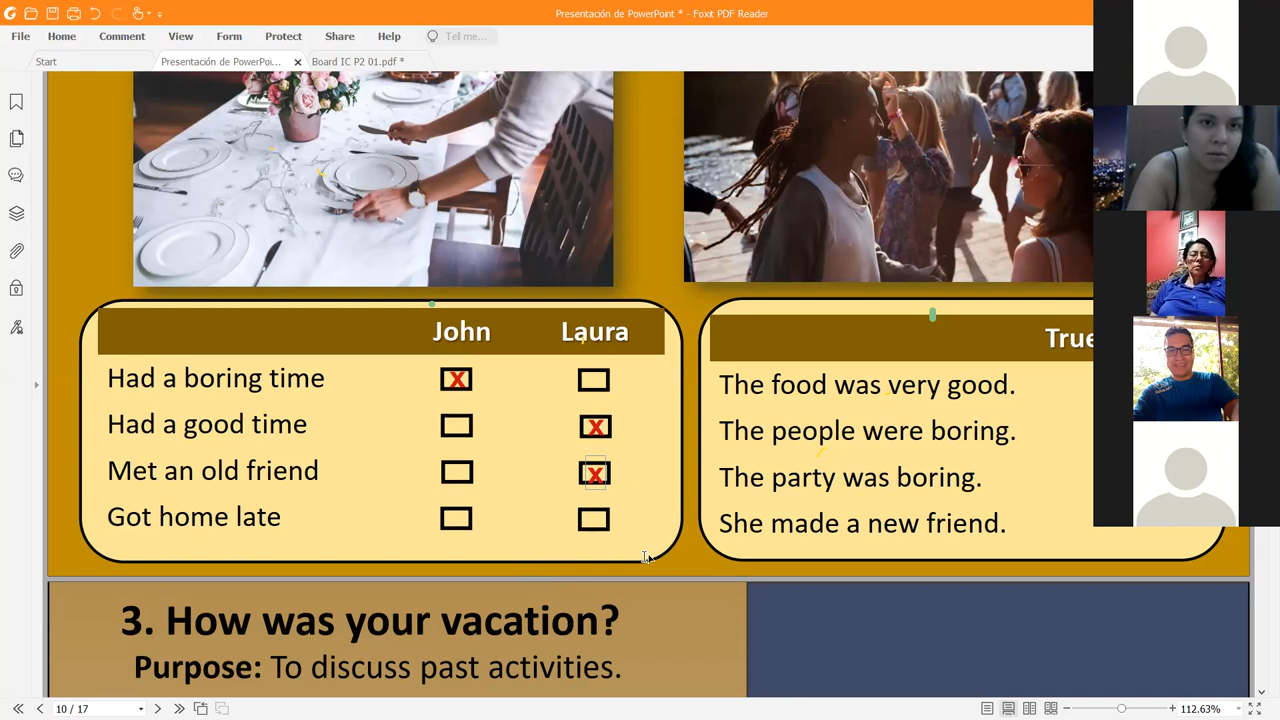 Presentación de PowerPoint * - Foxit PDF Reader
File Home Comment View Form Protect Share Help Tell me...
Start Presentación de PowerPoi... Board IC P2 01.pdf *
John Laura
Had a boring time X
Had a good time X
Met an old friend X
Got home late
True
The food was very good.
The people were boring.
The party was boring.
She made a new friend.
3. How was your vacation?
Purpose: To discuss past activities.
10 / 17
112.63%